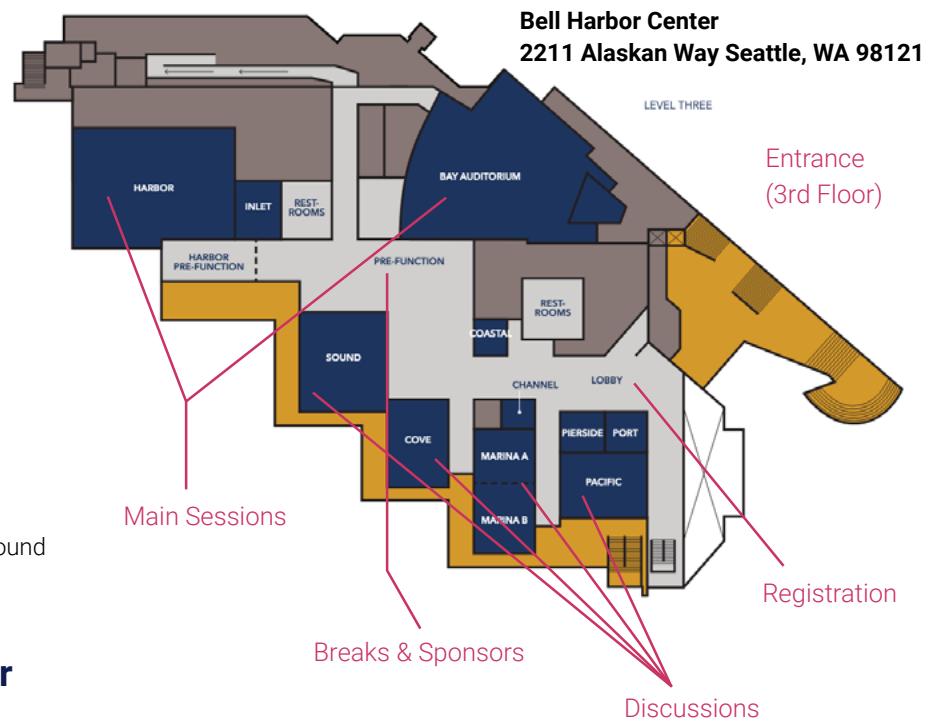 Bell Harbor Center
2211 Alaskan Way Seattle, WA 98121
LEVEL THREE
Entrance
(3rd Floor)
HARBOR
INLET
REST-
ROOMS
BAY AUDITORIUM
HARBOR
PRE-FUNCTION
PRE-FUNCTION
REST-
ROOMS
COASTAL
SOUND
CHANNEL
LOBBY
COVE
MARINA A
PIERSIDE
PORT
PACIFIC
MARINA B
Main Sessions
ound
Registration
Breaks & Sponsors
r
Discussions